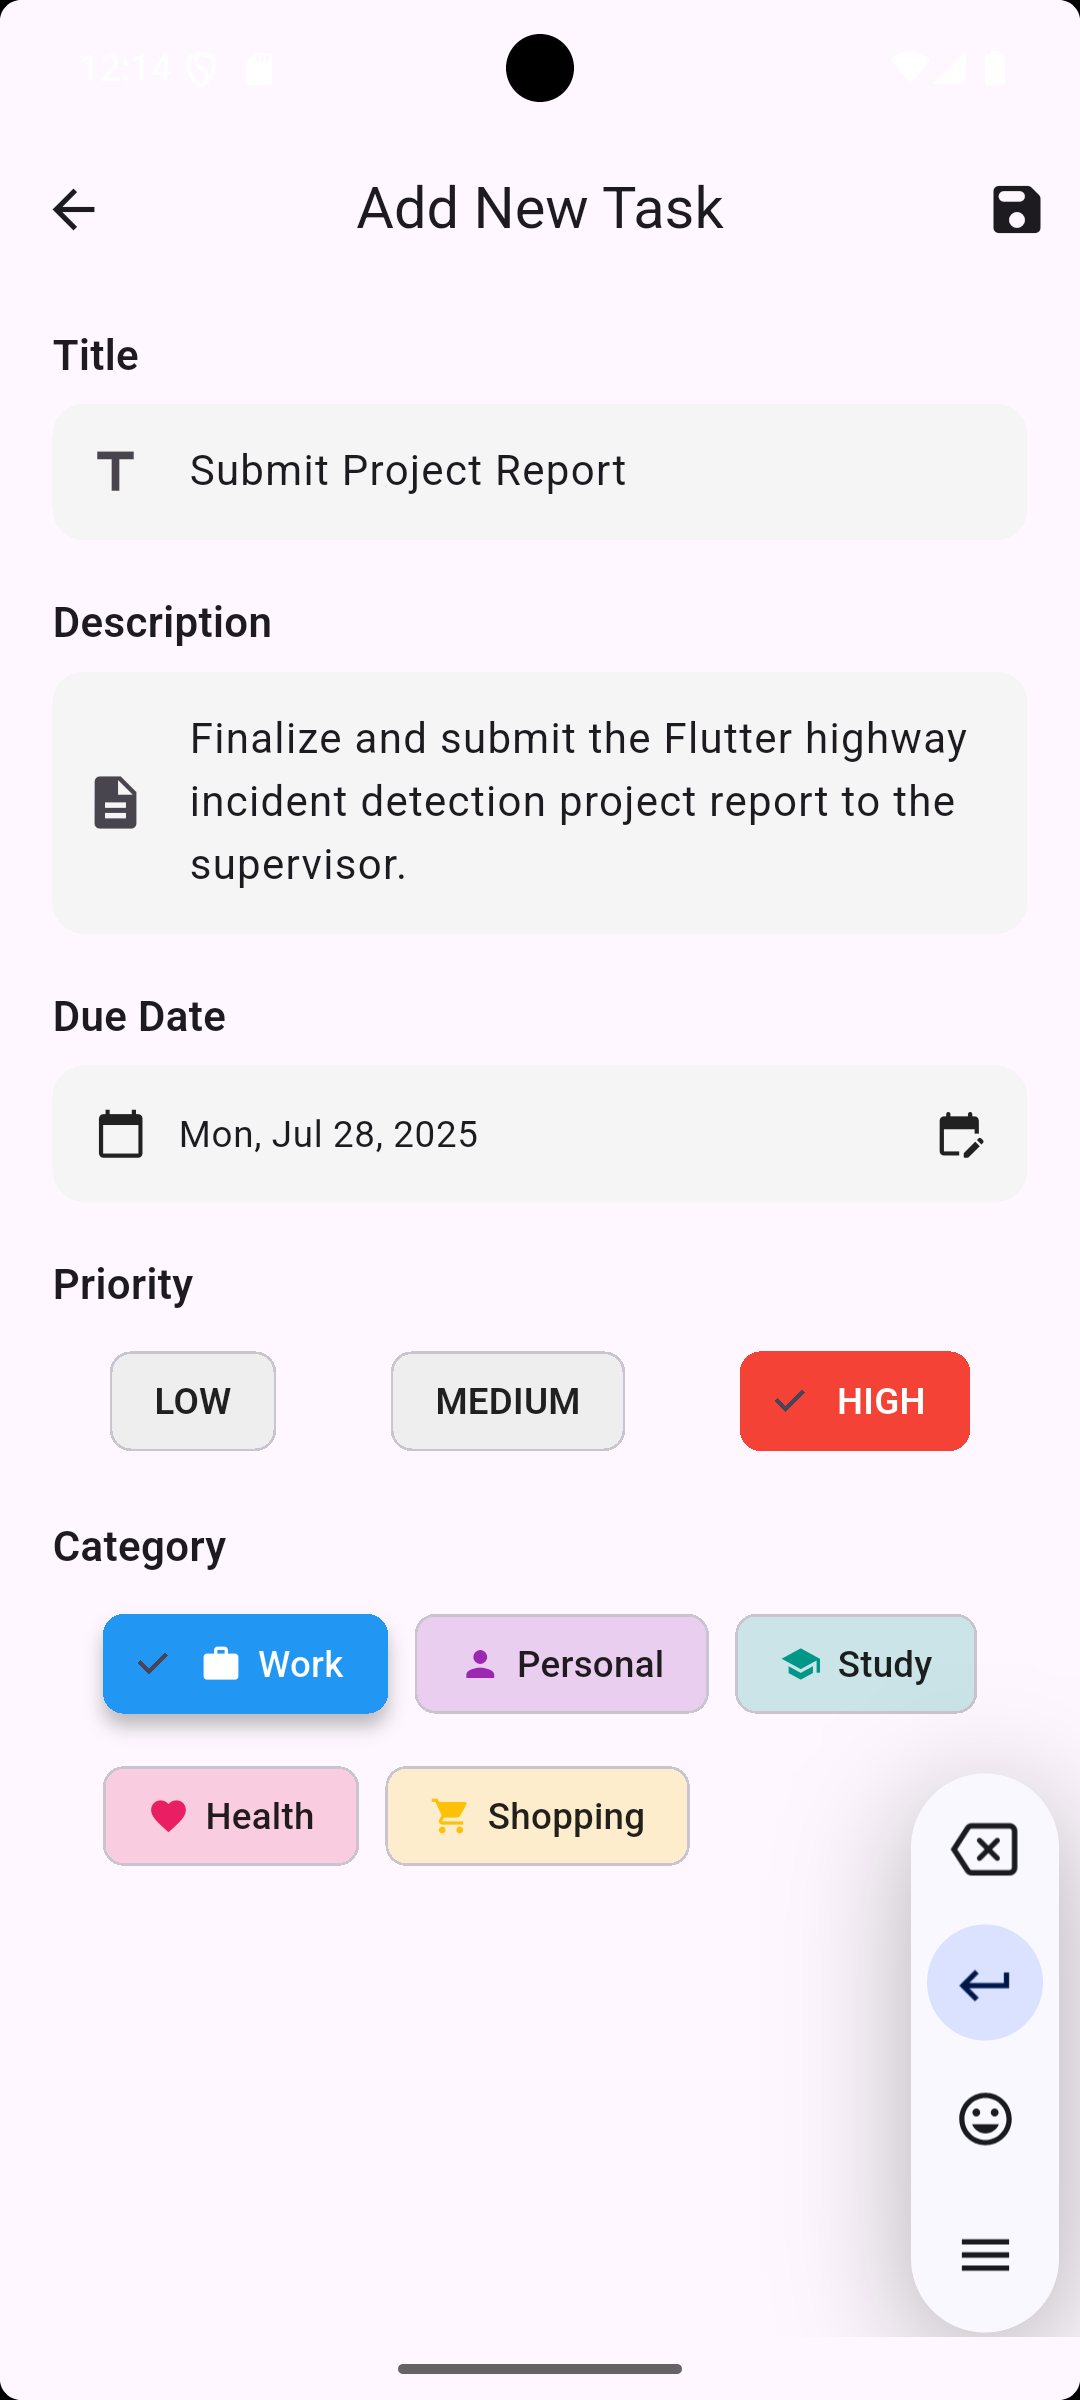 12:14
Add New Task
Title
Submit Project Report
Description
Finalize and submit the Flutter highway
incident detection project report to the
supervisor.
Due Date
Mon, Jul 28, 2025
Priority
LOW MEDIUM HIGH
Category
Work Personal Study
Health Shopping